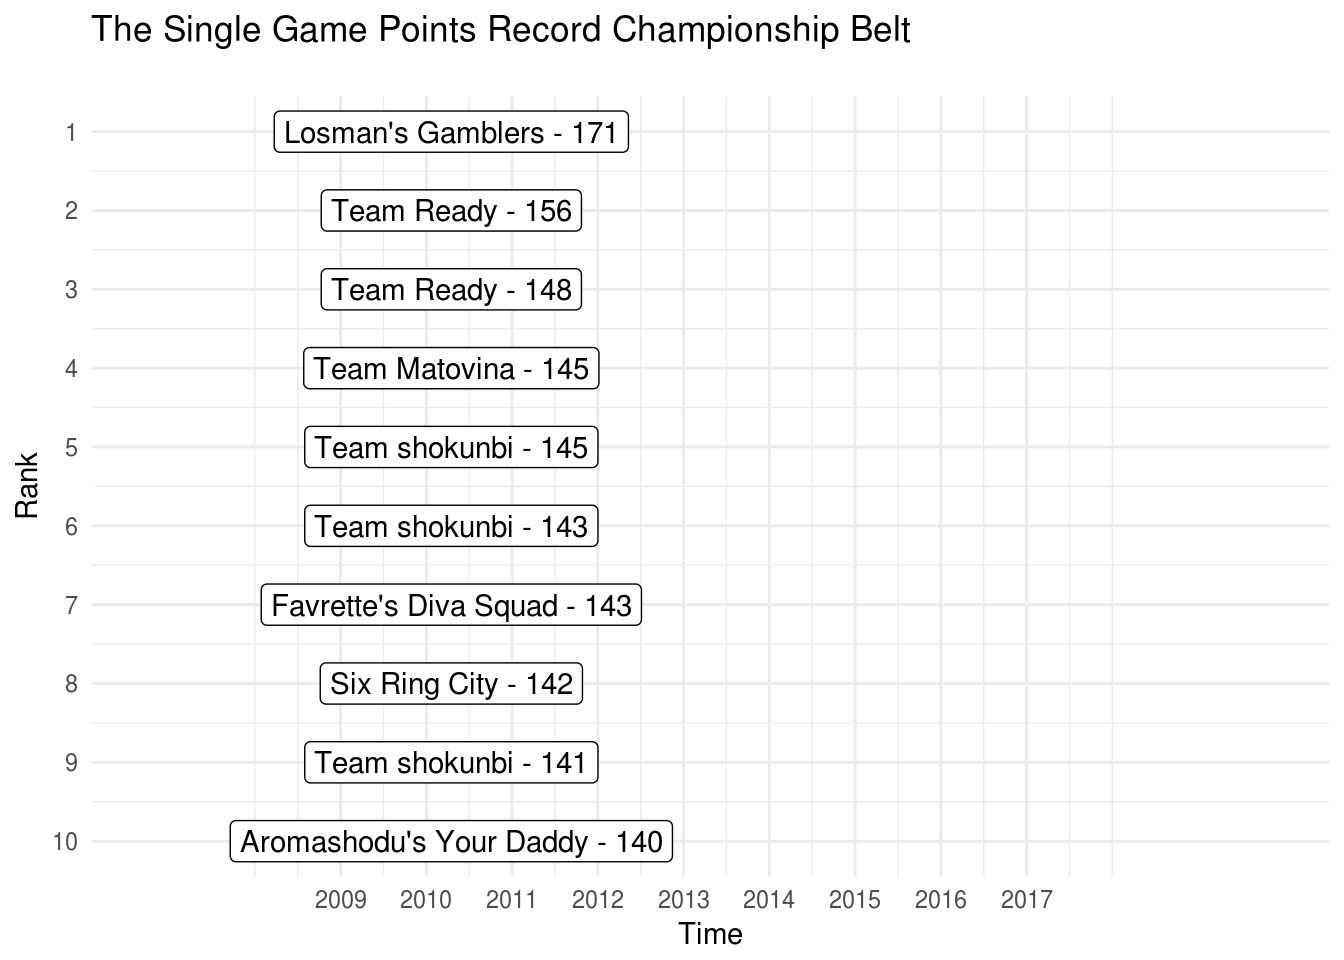 The Single Game Points Record Championship Belt
1
Losman's Gamblers - 171
2
Team Ready - 156
3
Team Ready - 148
4
Team Matovina - 145
5
Team shokunbi - 145
Rank
6
Team shokunbi - 143
7
Favrette's Diva Squad - 143
8
Six Ring City - 142
9
Team shokunbi - 141
10
Aromashodu's Your Daddy - 140
2009 2010 2011 2012 2013 2014 2015 2016 2017
Time